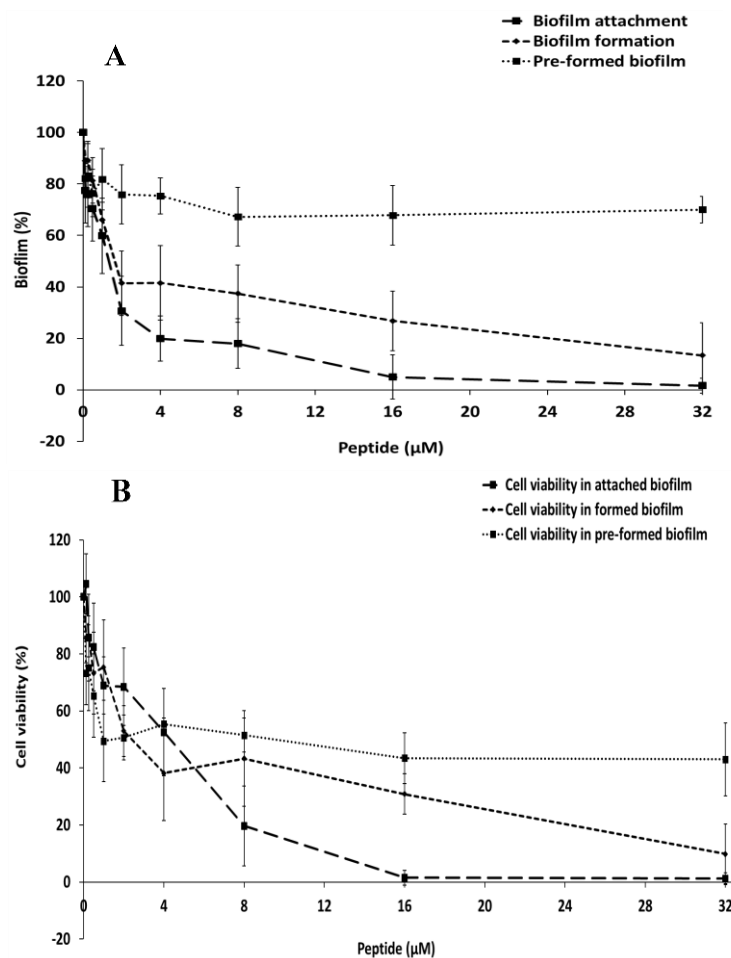 A
Biofilm attachment
Biofilm formation
Pre-formed biofilm
120
100
80
60
40
20
0
-20
Bioflim (%)
0 4 8 12 16 20 24 28 32
Peptide (µM)
B
Cell viability in attached biofilm
Cell viability in formed biofilm
Cell viability in pre-formed biofilm
120
100
80
60
40
20
0
-20
Cell viability (%)
0 4 8 12 16 20 24 28 32
Peptide (µM)